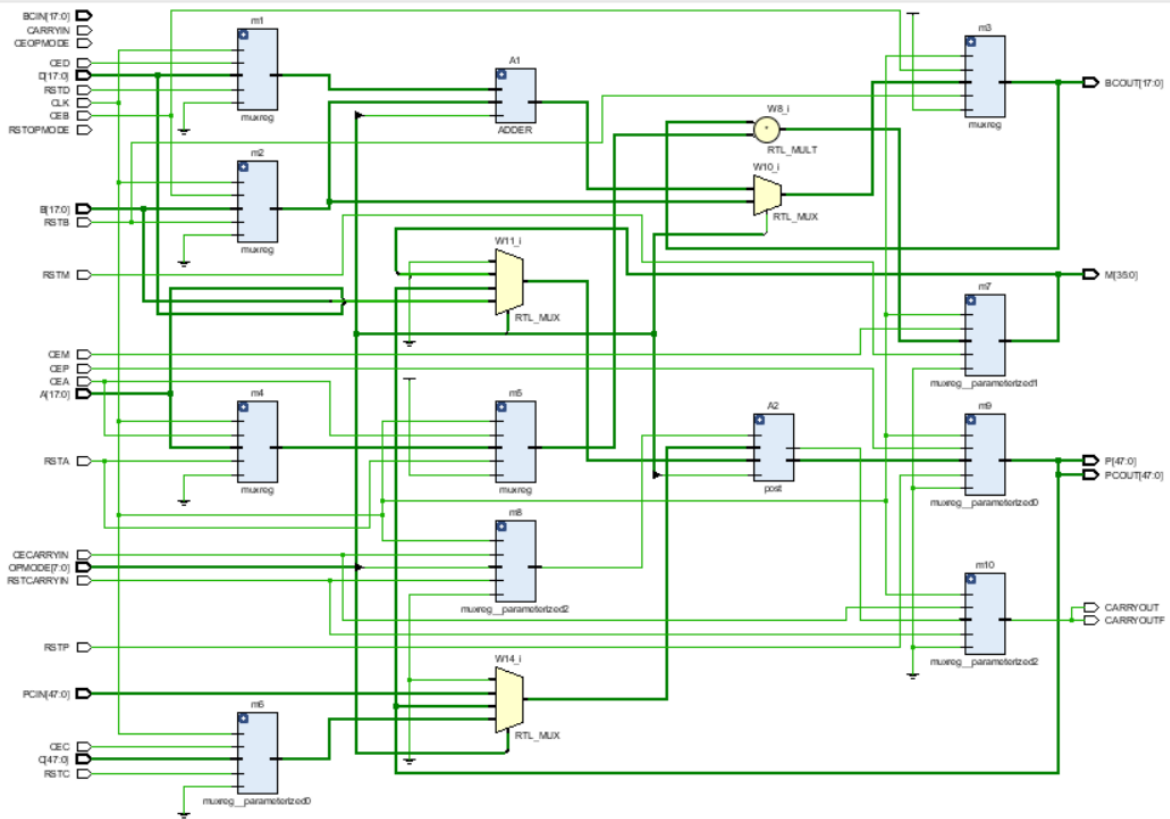 BCIN[17:0]
CARRYIN
CEOPMODE
CED
D[17:0]
RSTD
CLK
CEB
RSTOPMODE
B[17:0]
RSTB
RSTM
CEM
CEP
CEA
A[17:0]
RSTA
CECARRYIN
OPMODE[7:0]
RSTCARRYIN
RSTP
PCIN[47:0]
CEC
C[47:0]
RSTC
m1
muxreg
m2
muxreg
m4
muxreg
m6
muxreg__parameterized0
A1
ADDER
W11_i
RTL_MUX
m5
muxreg
m8
muxreg__parameterized2
W14_i
RTL_MUX
W8_i
RTL_MULT
W10_i
RTL_MUX
A2
post
m3
muxreg
m7
muxreg__parameterized1
m9
muxreg__parameterized0
m10
muxreg__parameterized2
BCOUT[17:0]
M[35:0]
P[47:0]
PCOUT[47:0]
CARRYOUT
CARRYOUTF